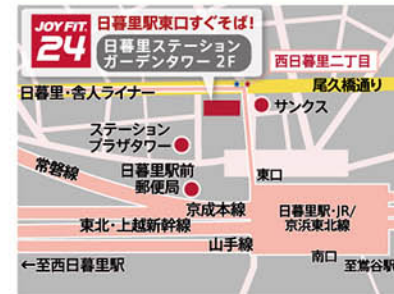 JOY FIT.
24
日暮里駅東口すぐそば!
日暮里ステーション
ガーデンタワー 2F
西日暮里二丁目
尾久橋通り
日暮里・舎人ライナー
サンクス
ステーション
プラザタワー
常磐線
日暮里駅前
郵便局
東口
京成本線
日暮里駅・JR/
京浜東北線
東北・上越新幹線
山手線
南口
←至西日暮里駅
至鶯谷駅